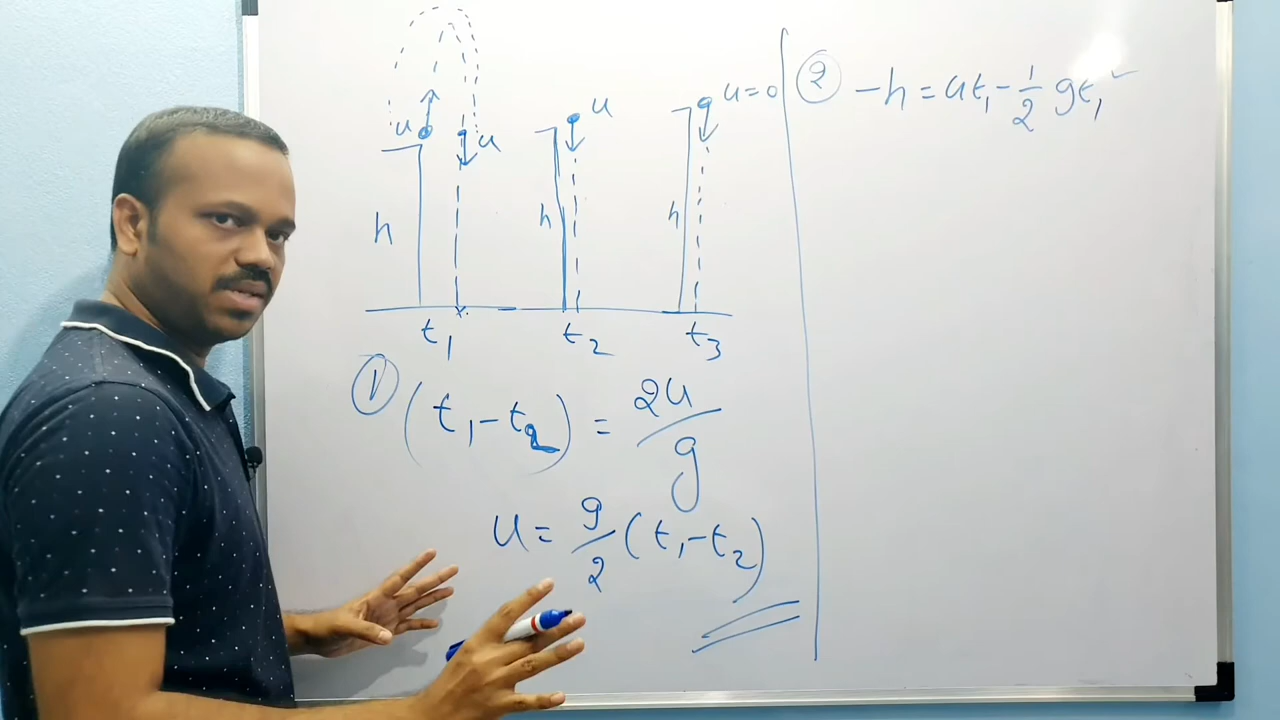 u u
h
t₁
u
h
t₂
u=0
h
t₃
① (t₁-t₂) = 2u/g
u = g/2 (t₁-t₂)
② -h = ut₁ - 1/2 gt₁²